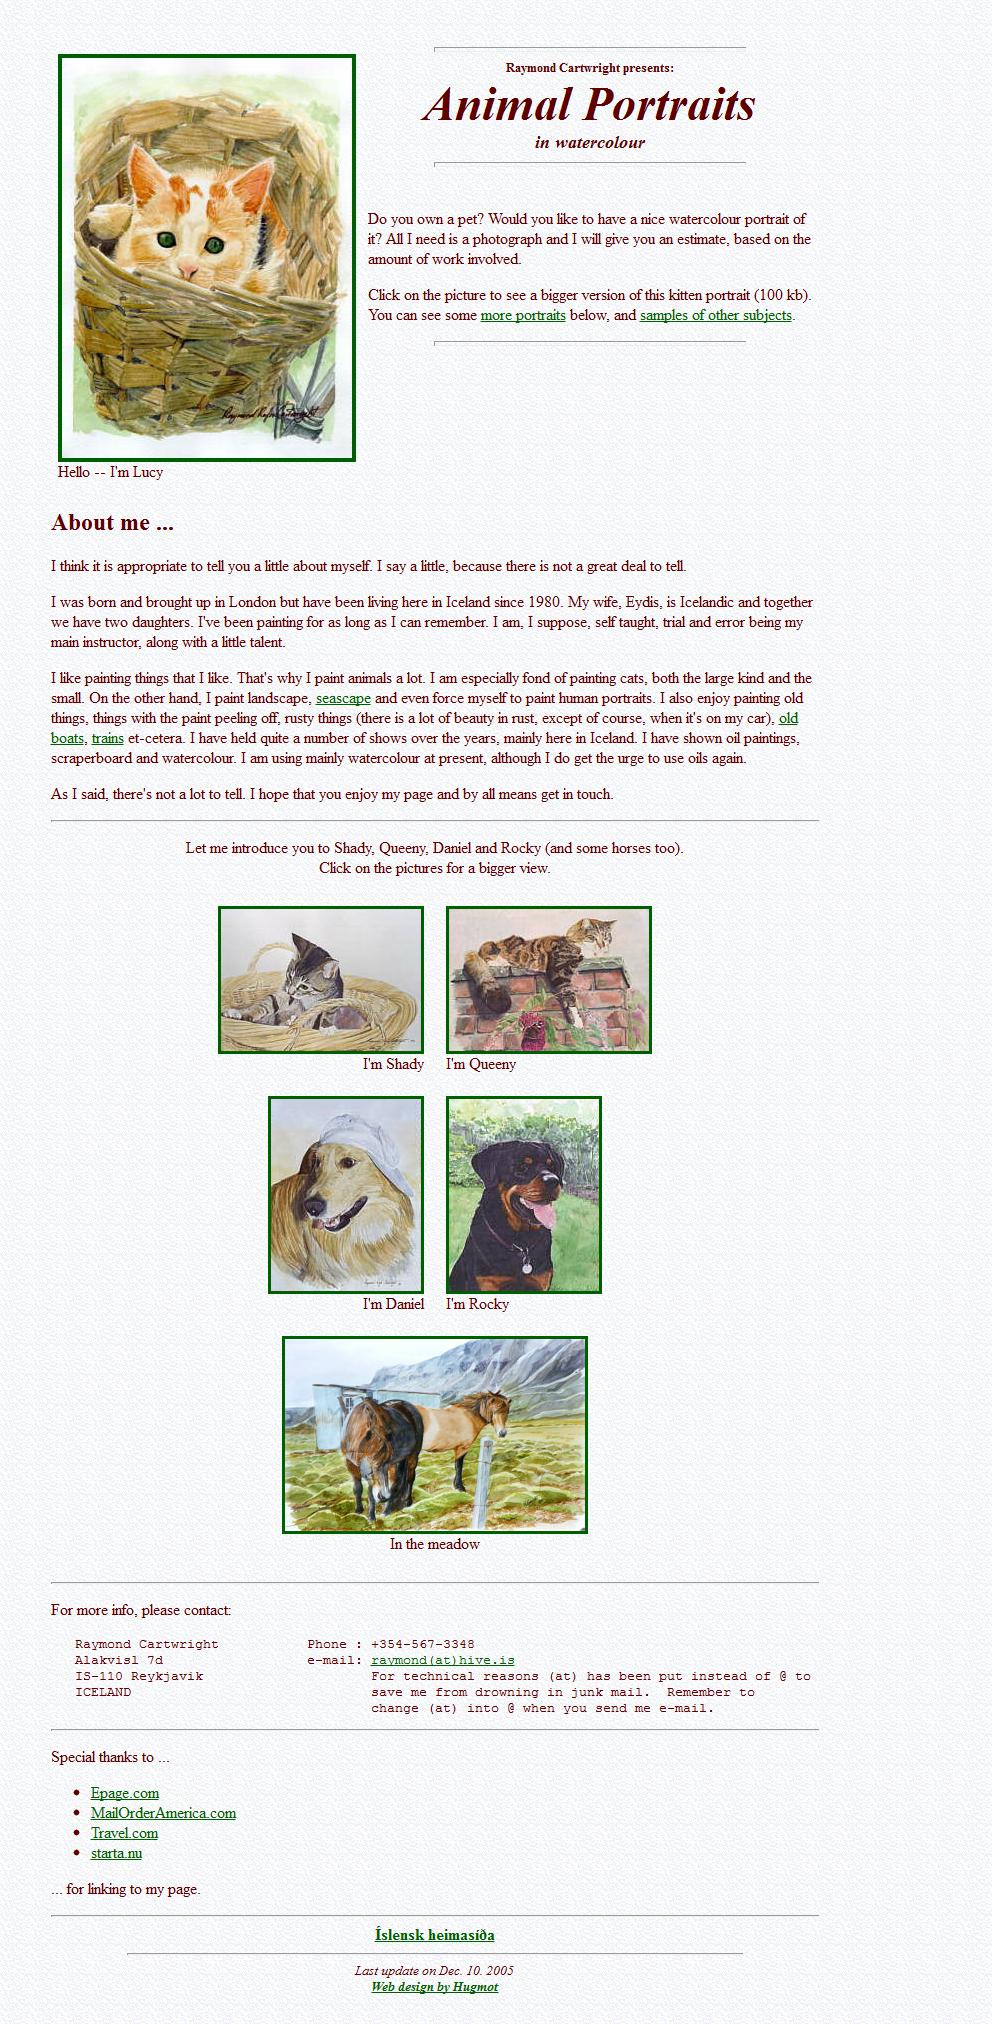 Raymond Cartwright presents:
Animal Portraits
in watercolour
Do you own a pet? Would you like to have a nice watercolour portrait of
it? All I need is a photograph and I will give you an estimate, based on the
amount of work involved.
Click on the picture to see a bigger version of this kitten portrait (100 kb).
You can see some more portraits below, and samples of other subjects.
Hello -- I'm Lucy
About me ...
I think it is appropriate to tell you a little about myself. I say a little, because there is not a great deal to tell.
I was born and brought up in London but have been living here in Iceland since 1980. My wife, Eydis, is Icelandic and together
we have two daughters. I've been painting for as long as I can remember. I am, I suppose, self taught, trial and error being my
main instructor, along with a little talent.
I like painting things that I like. That's why I paint animals a lot. I am especially fond of painting cats, both the large kind and the
small. On the other hand, I paint landscape, seascape and even force myself to paint human portraits. I also enjoy painting old
things, things with the paint peeling off, rusty things (there is a lot of beauty in rust, except of course, when it's on my car), old
boats, trains et-cetera. I have held quite a number of shows over the years, mainly here in Iceland. I have shown oil paintings,
scraperboard and watercolour. I am using mainly watercolour at present, although I do get the urge to use oils again.
As I said, there's not a lot to tell. I hope that you enjoy my page and by all means get in touch.
Let me introduce you to Shady, Queeny, Daniel and Rocky (and some horses too).
Click on the pictures for a bigger view.
I'm Shady I'm Queeny
I'm Daniel I'm Rocky
In the meadow
For more info, please contact:
Raymond Cartwright Phone : +354-567-3348
Alakvisl 7d e-mail: raymond(at)hive.is
IS-110 Reykjavik For technical reasons (at) has been put instead of @ to
ICELAND save me from drowning in junk mail. Remember to
change (at) into @ when you send me e-mail.
Special thanks to ...
Epage.com
MailOrderAmerica.com
Travel.com
starta.nu
... for linking to my page.
Íslensk heimasíða
Last update on Dec. 10. 2005
Web design by Hugmot